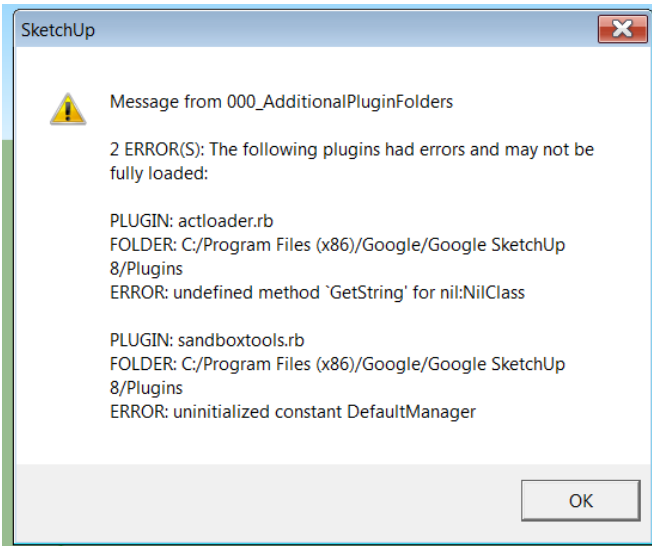 SketchUp
Message from 000_AdditionalPluginFolders
2 ERROR(S): The following plugins had errors and may not be
fully loaded:
PLUGIN: actloader.rb
FOLDER: C:/Program Files (x86)/Google/Google SketchUp
8/Plugins
ERROR: undefined method `GetString' for nil:NilClass
PLUGIN: sandboxtools.rb
FOLDER: C:/Program Files (x86)/Google/Google SketchUp
8/Plugins
ERROR: uninitialized constant DefaultManager
OK